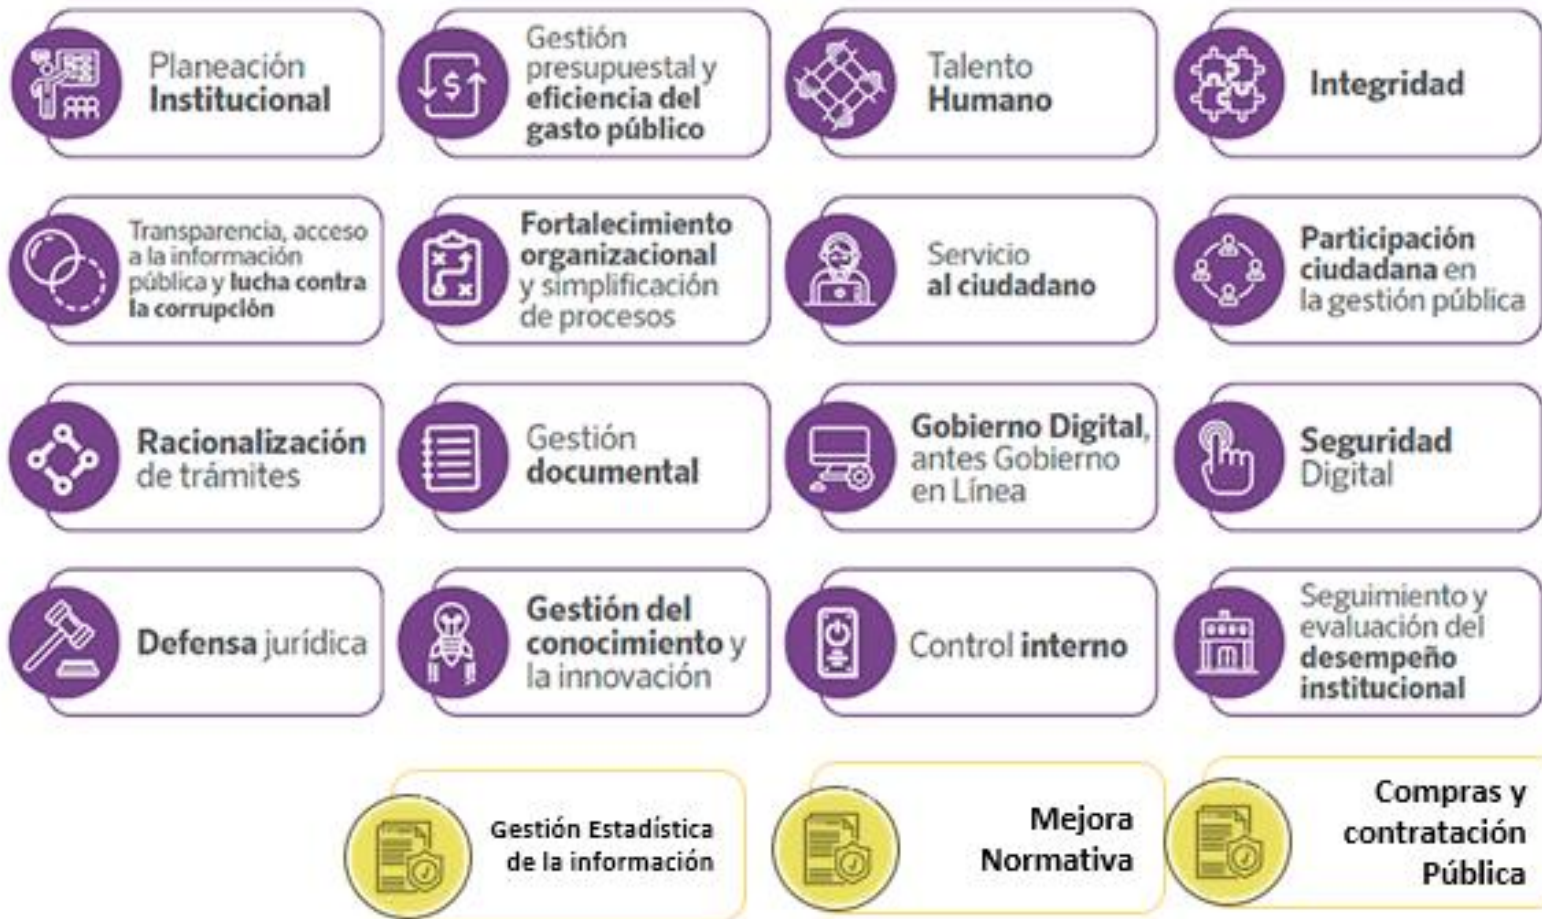 Planeación
Institucional
Gestión
presupuestal y
eficiencia del
gasto público
Talento
Humano
Integridad
Transparencia, acceso
a la información
pública y lucha contra
la corrupción
Fortalecimiento
organizacional
y simplificación
de procesos
Servicio
al ciudadano
Participación
ciudadana en
la gestión pública
Racionalización
de trámites
Gestión
documental
Gobierno Digital,
antes Gobierno
en Línea
Seguridad
Digital
Defensa jurídica
Gestión del
conocimiento y
la innovación
Control interno
Seguimiento y
evaluación del
desempeño
institucional
Gestión Estadística
de la información
Mejora
Normativa
Compras y
contratación
Pública